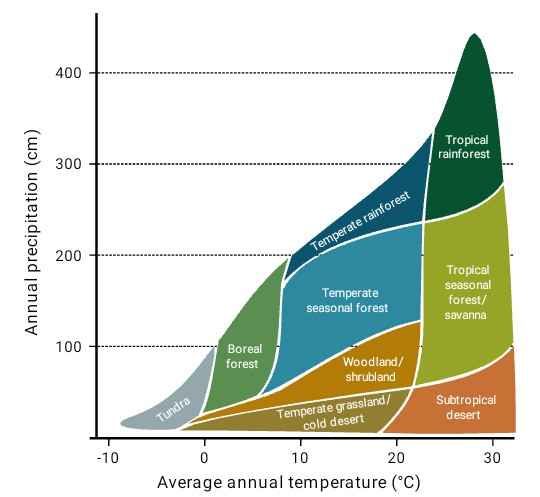 Annual precipitation (cm)
400
300
200
100
Tropical
rainforest
Temperate rainforest
Tropical
seasonal
forest/
savanna
Temperate
seasonal forest
Boreal
forest
Woodland/
shrubland
Tundra
Temperate grassland/
cold desert
Subtropical
desert
-10
0
10
20
30
Average annual temperature (°C)